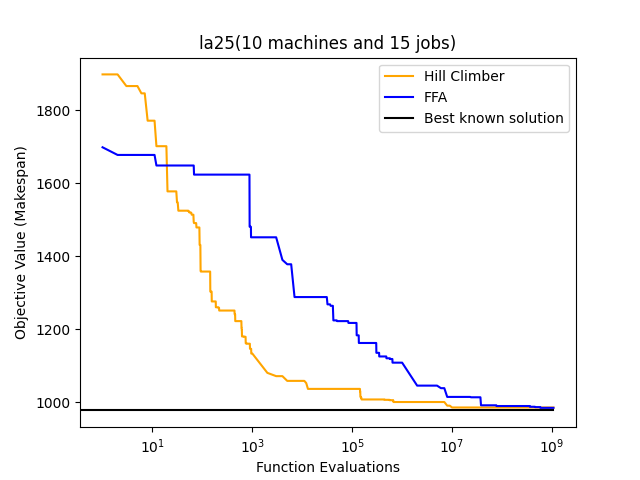 la25(10 machines and 15 jobs)
Hill Climber
FFA
Best known solution
Objective Value (Makespan)
1800
1600
1400
1200
1000
10^1 10^3 10^5 10^7 10^9
Function Evaluations